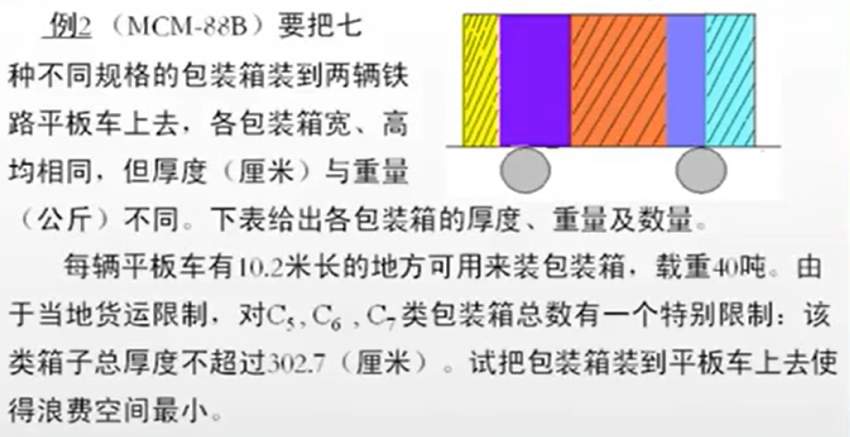 例2（MCM-88B）要把七
种不同规格的包装箱装到两辆铁
路平板车上去，各包装箱宽、高
均相同，但厚度（厘米）与重量
（公斤）不同。下表给出各包装箱的厚度、重量及数量。
每辆平板车有10.2米长的地方可用来装包装箱，载重40吨。由
于当地货运限制，对C₅, C₆ , C₇类包装箱总数有一个特别限制：该
类箱子总厚度不超过302.7（厘米）。试把包装箱装到平板车上去使
得浪费空间最小。